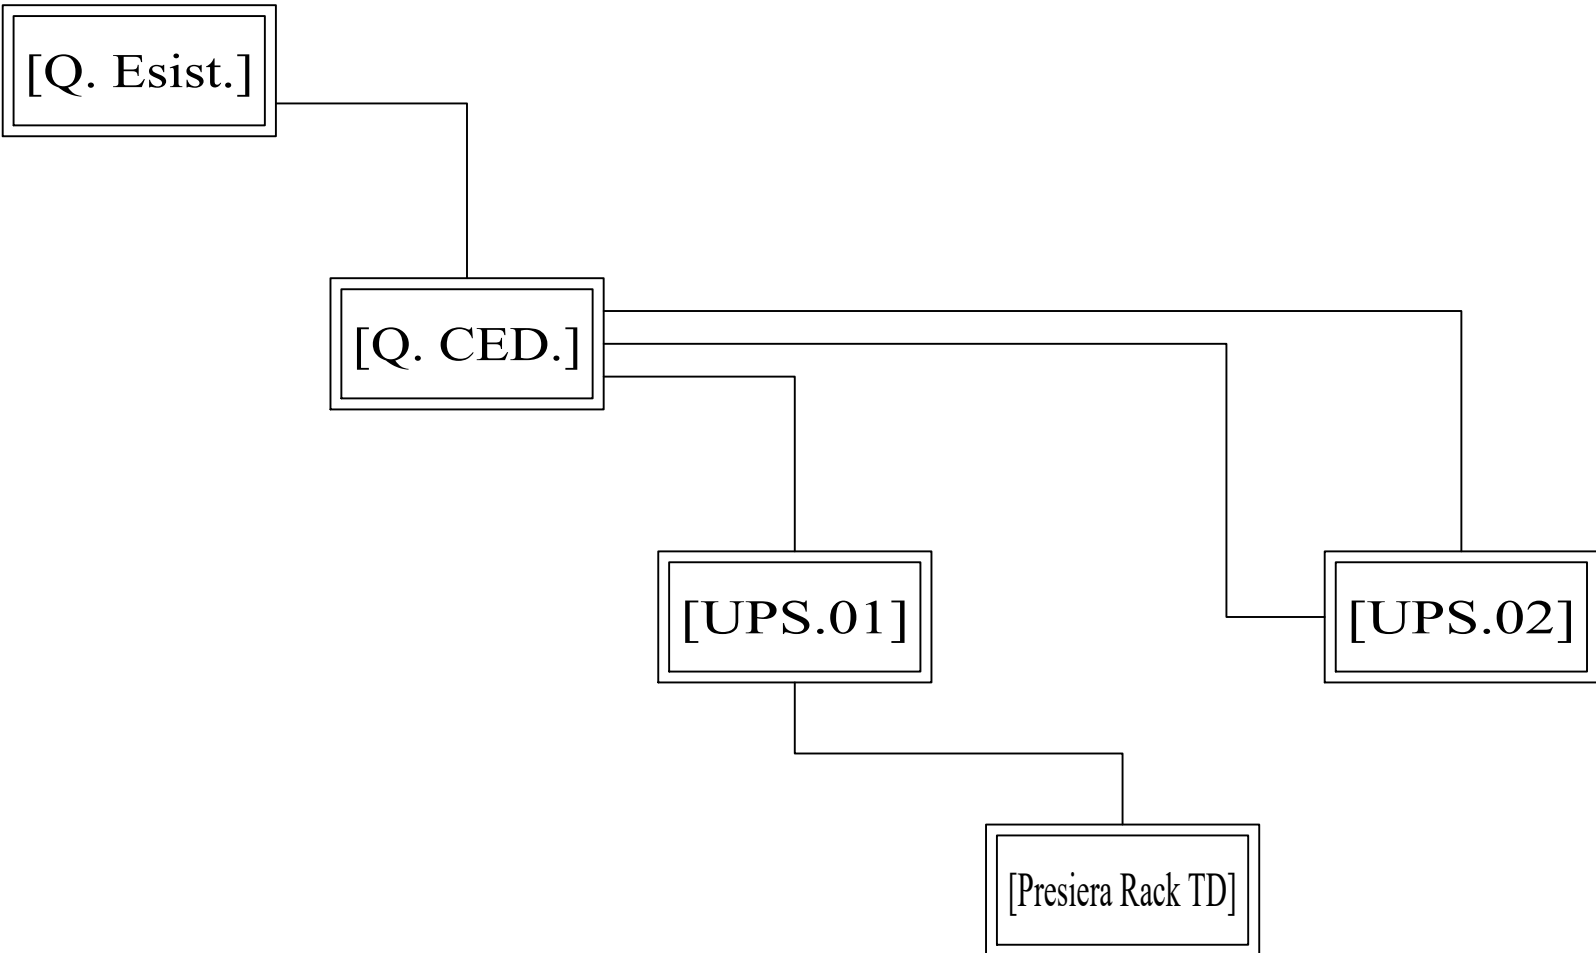 [Q. Esist.]
[Q. CED.]
[UPS.01]
[UPS.02]
[Presiera Rack TD]